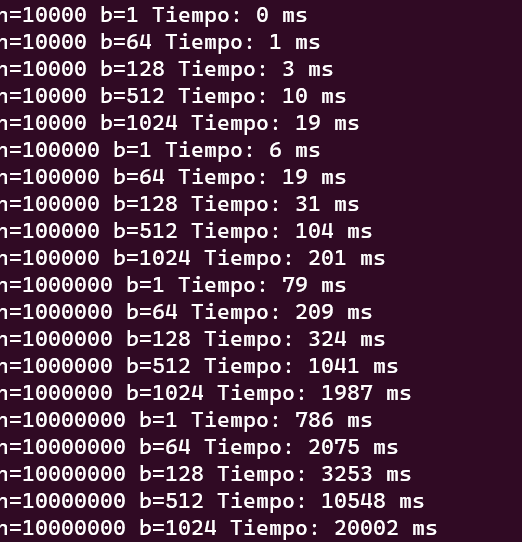 n=10000 b=1 Tiempo: 0 ms
n=10000 b=64 Tiempo: 1 ms
n=10000 b=128 Tiempo: 3 ms
n=10000 b=512 Tiempo: 10 ms
n=10000 b=1024 Tiempo: 19 ms
n=100000 b=1 Tiempo: 6 ms
n=100000 b=64 Tiempo: 19 ms
n=100000 b=128 Tiempo: 31 ms
n=100000 b=512 Tiempo: 104 ms
n=100000 b=1024 Tiempo: 201 ms
n=1000000 b=1 Tiempo: 79 ms
n=1000000 b=64 Tiempo: 209 ms
n=1000000 b=128 Tiempo: 324 ms
n=1000000 b=512 Tiempo: 1041 ms
n=1000000 b=1024 Tiempo: 1987 ms
n=10000000 b=1 Tiempo: 786 ms
n=10000000 b=64 Tiempo: 2075 ms
n=10000000 b=128 Tiempo: 3253 ms
n=10000000 b=512 Tiempo: 10548 ms
n=10000000 b=1024 Tiempo: 20002 ms